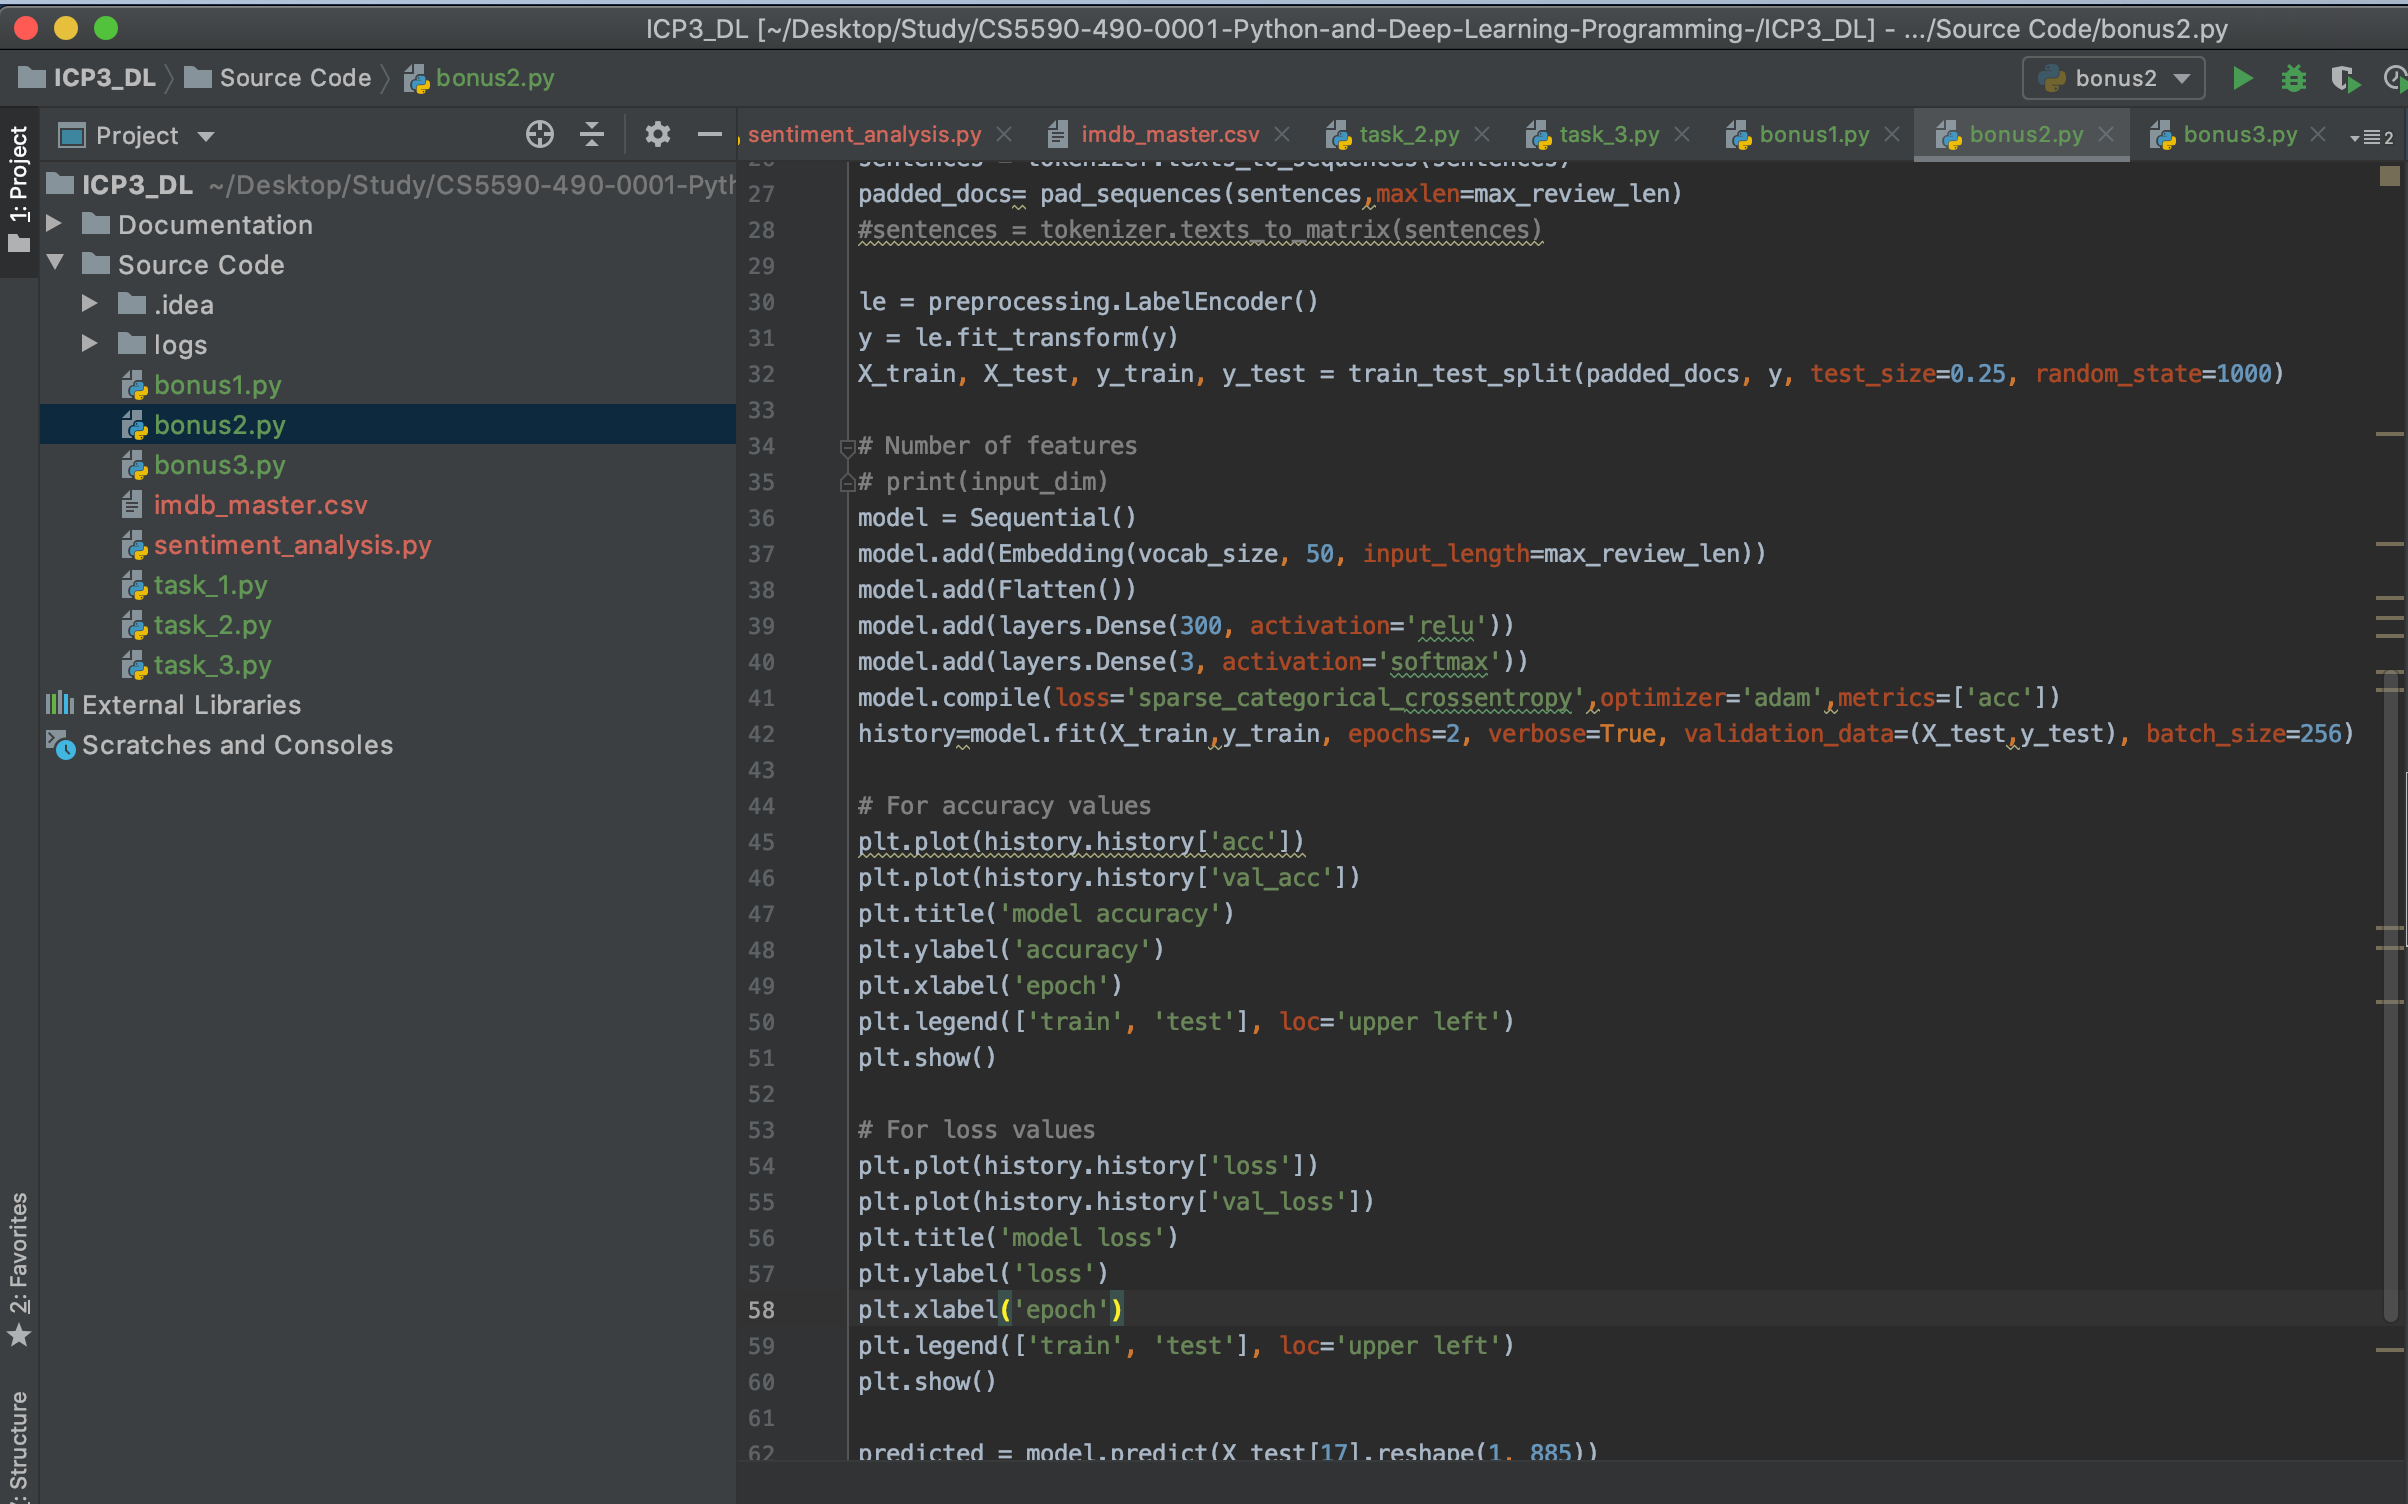 ICP3_DL [~/Desktop/Study/CS5590-490-0001-Python-and-Deep-Learning-Programming-/ICP3_DL] - .../Source Code/bonus2.py
ICP3_DL Source Code bonus2.py bonus2
1: Project
Project
sentiment_analysis.py imdb_master.csv task_2.py task_3.py bonus1.py bonus2.py bonus3.py 2
ICP3_DL ~/Desktop/Study/CS5590-490-0001-Pyth
Documentation
Source Code
.idea
logs
bonus1.py
bonus2.py
bonus3.py
imdb_master.csv
sentiment_analysis.py
task_1.py
task_2.py
task_3.py
External Libraries
Scratches and Consoles
2: Favorites
Structure
26 sentences = tokenizer.texts_to_sequences(sentences)
27 padded_docs= pad_sequences(sentences,maxlen=max_review_len)
28 #sentences = tokenizer.texts_to_matrix(sentences)
29
30 le = preprocessing.LabelEncoder()
31 y = le.fit_transform(y)
32 X_train, X_test, y_train, y_test = train_test_split(padded_docs, y, test_size=0.25, random_state=1000)
33
34 # Number of features
35 # print(input_dim)
36 model = Sequential()
37 model.add(Embedding(vocab_size, 50, input_length=max_review_len))
38 model.add(Flatten())
39 model.add(layers.Dense(300, activation='relu'))
40 model.add(layers.Dense(3, activation='softmax'))
41 model.compile(loss='sparse_categorical_crossentropy',optimizer='adam',metrics=['acc'])
42 history=model.fit(X_train,y_train, epochs=2, verbose=True, validation_data=(X_test,y_test), batch_size=256)
43
44 # For accuracy values
45 plt.plot(history.history['acc'])
46 plt.plot(history.history['val_acc'])
47 plt.title('model accuracy')
48 plt.ylabel('accuracy')
49 plt.xlabel('epoch')
50 plt.legend(['train', 'test'], loc='upper left')
51 plt.show()
52
53 # For loss values
54 plt.plot(history.history['loss'])
55 plt.plot(history.history['val_loss'])
56 plt.title('model loss')
57 plt.ylabel('loss')
58 plt.xlabel('epoch')
59 plt.legend(['train', 'test'], loc='upper left')
60 plt.show()
61
62 predicted = model.predict(X_test[17].reshape(1, 885))